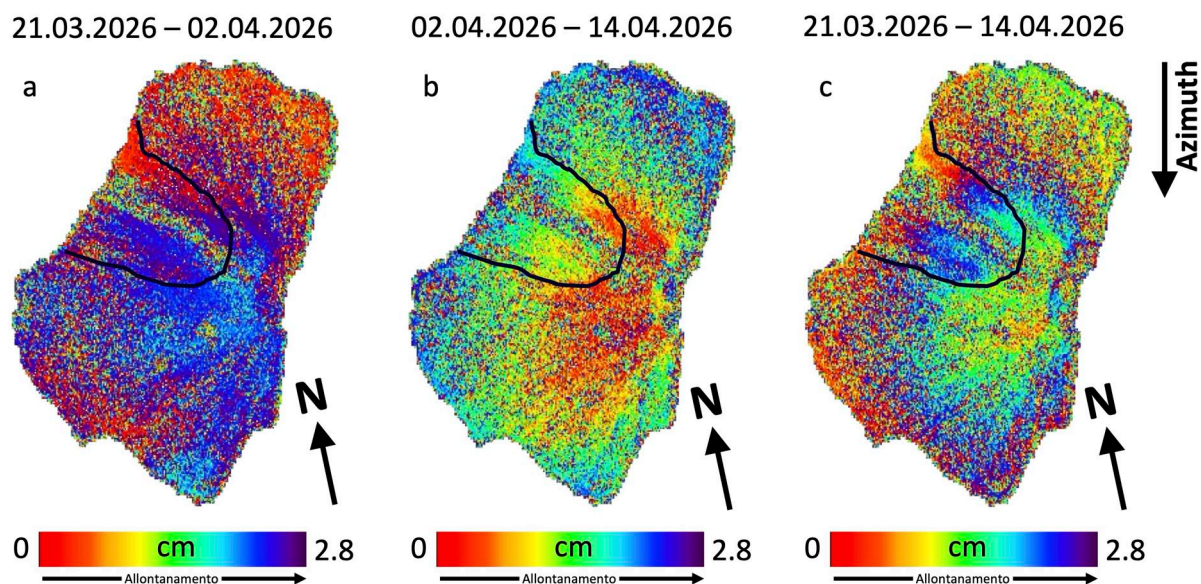 21.03.2026 – 02.04.2026
02.04.2026 – 14.04.2026
21.03.2026 – 14.04.2026
a
b
c
Azimuth
N
N
N
0 cm 2.8
Allontanamento
0 cm 2.8
Allontanamento
0 cm 2.8
Allontanamento